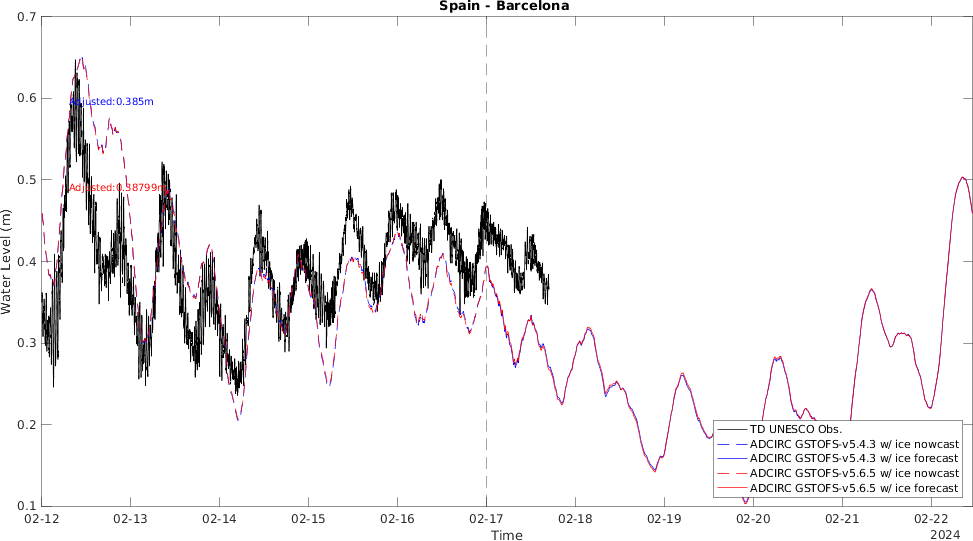 Spain - Barcelona
0.7
0.6
0.5
0.4
0.3
0.2
0.1
Water Level (m)
Adjusted:0.385m
Adjusted:0.38799m
TD UNESCO Obs.
ADCIRC GSTOFS-v5.4.3 w/ ice nowcast
ADCIRC GSTOFS-v5.4.3 w/ ice forecast
ADCIRC GSTOFS-v5.6.5 w/ ice nowcast
ADCIRC GSTOFS-v5.6.5 w/ ice forecast
02-12 02-13 02-14 02-15 02-16 02-17 02-18 02-19 02-20 02-21 02-22
Time
2024